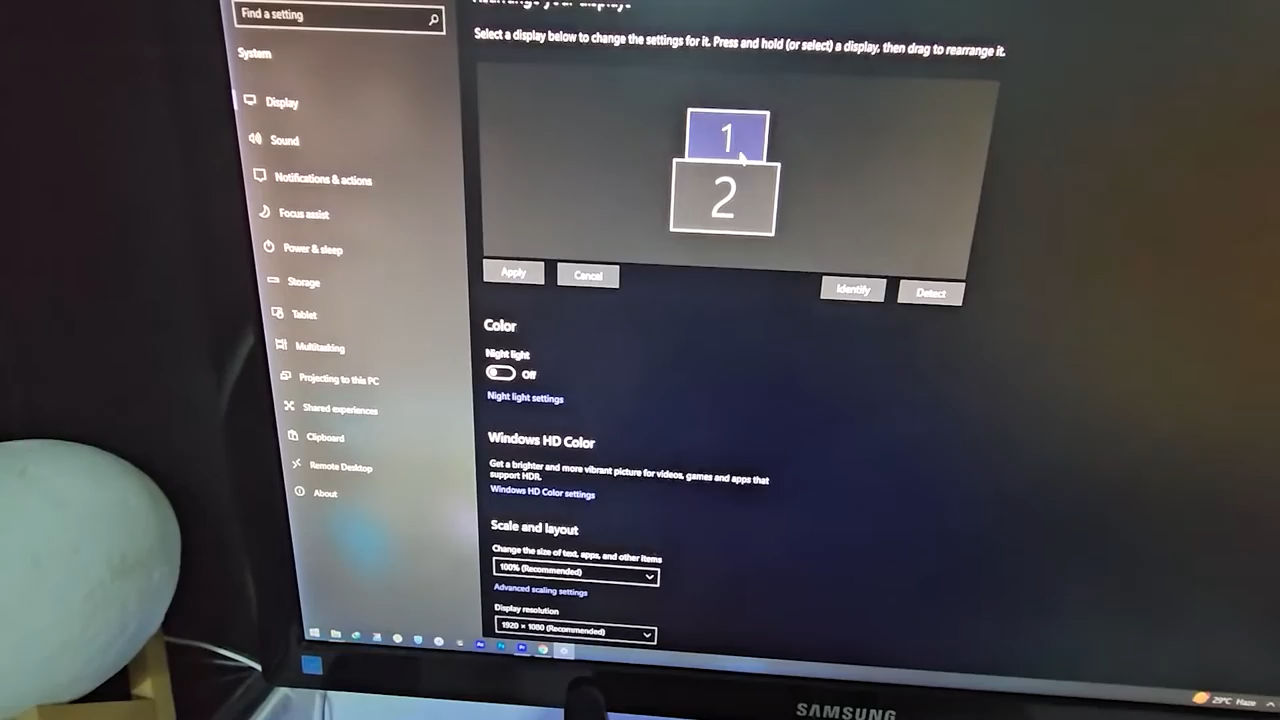 Find a setting
Rearrange your displays
Select a display below to change the settings for it. Press and hold (or select) a display, then drag to rearrange it.
System
Display
Sound
Notifications & actions
Focus assist
Power & sleep
Storage
Tablet
Multitasking
Projecting to this PC
Shared experiences
Clipboard
Remote Desktop
About
1
2
Apply
Cancel
Identify
Detect
Color
Night light
Off
Night light settings
Windows HD Color
Get a brighter and more vibrant picture for videos, games and apps that
support HDR.
Windows HD Color settings
Scale and layout
Change the size of text, apps, and other items
100% (Recommended)
Advanced scaling settings
Display resolution
1920 × 1080 (Recommended)
29°C Haze
SAMSUNG